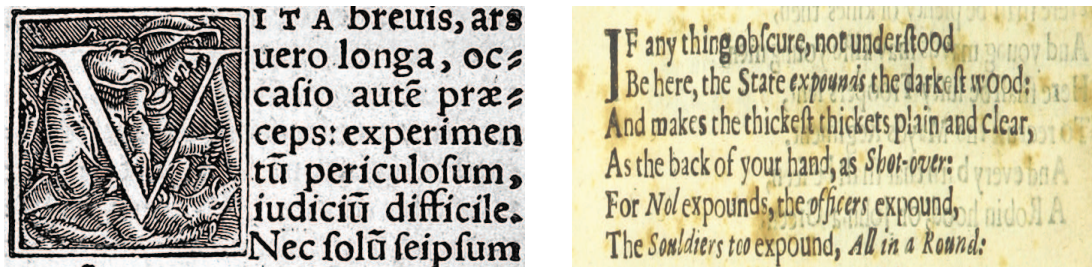 VITA breuis, ars
uero longa, oc⸗
caſio autē præ⸗
ceps: experimen
tū periculoſum,
iudiciū difficile.
Nec ſolū ſeipſum
IF any thing obſcure, not underſtood
Be here, the State expounds the darkeſt wood:
And makes the thickeſt thickets plain and clear,
As the back of your hand, as Shot-over:
For Nol expounds, the officers expound,
The Souldiers too expound, All in a Round: